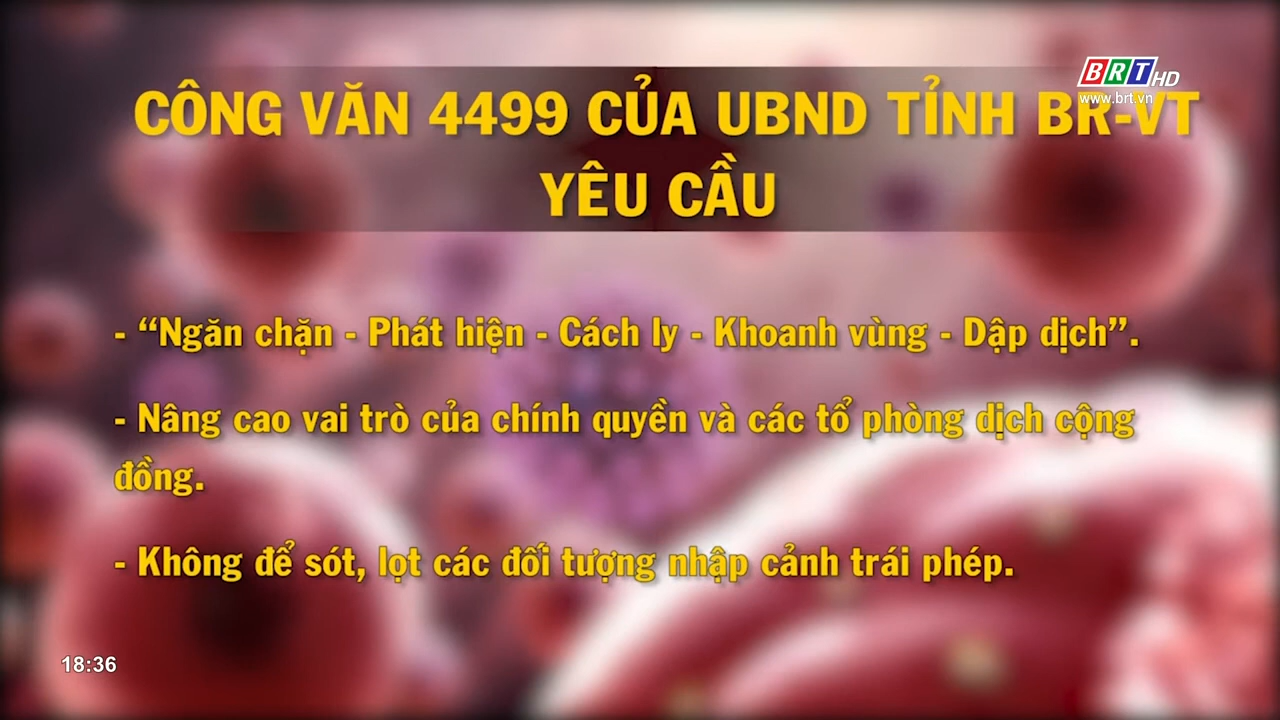 BRT HD
www.brt.vn
CÔNG VĂN 4499 CỦA UBND TỈNH BR-VT
YÊU CẦU
- “Ngăn chặn - Phát hiện - Cách ly - Khoanh vùng - Dập dịch”.
- Nâng cao vai trò của chính quyền và các tổ phòng dịch cộng
đồng.
- Không để sót, lọt các đối tượng nhập cảnh trái phép.
18:36